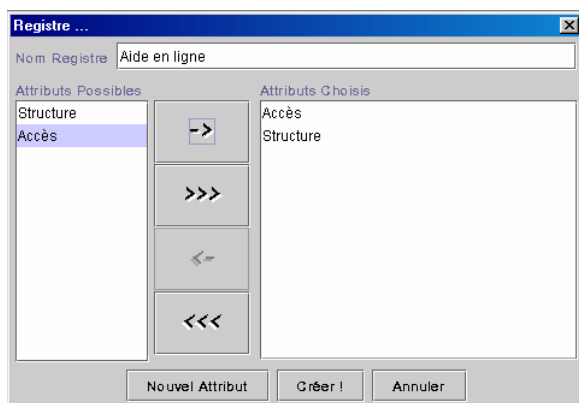 Registre ...
Nom Registre Aide en ligne
Attributs Possibles
Structure
Accès
->
>>>
<-
<<<
Attributs Choisis
Accès
Structure
Nouvel Attribut Créer ! Annuler